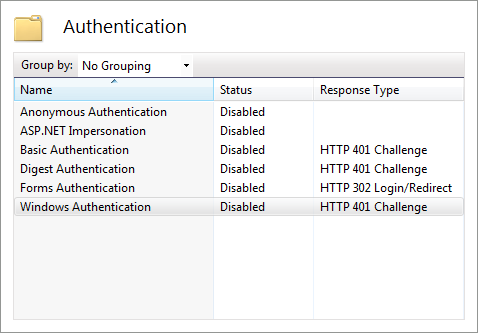 Authentication
Group by: No Grouping
Name Status Response Type
Anonymous Authentication Disabled
ASP.NET Impersonation Disabled
Basic Authentication Disabled HTTP 401 Challenge
Digest Authentication Disabled HTTP 401 Challenge
Forms Authentication Disabled HTTP 302 Login/Redirect
Windows Authentication Disabled HTTP 401 Challenge